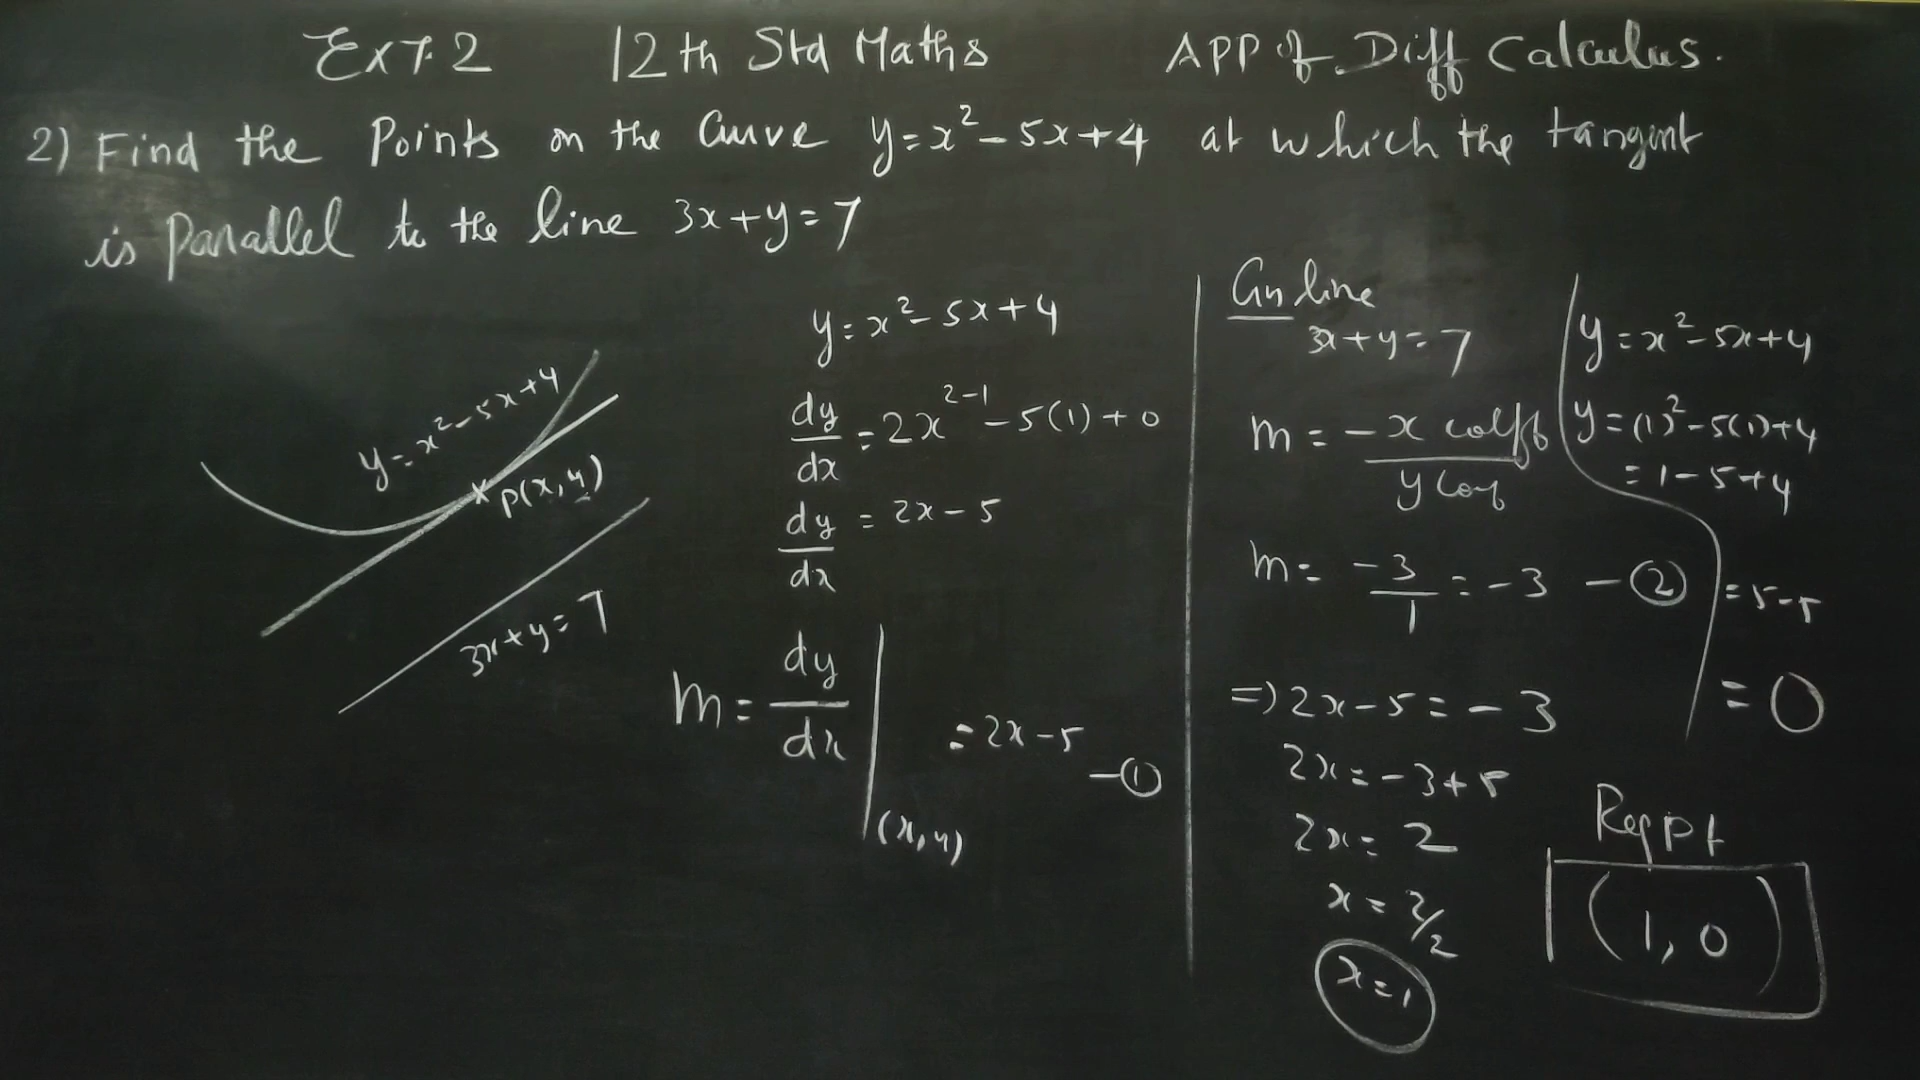 Ex 7.2 12th Std Maths APP of Diff Calculus.
2) Find the Points on the Curve y=x²-5x+4 at which the tangent
is Parallel to the line 3x+y=7
y=x²-5x+4
P(x,y)
3x+y=7
y=x²-5x+4
dy/dx = 2x²⁻¹-5(1)+0
dy/dx = 2x-5
m= dy/dx |(x,y) = 2x-5 -①
Gn line
3x+y=7
m = -x coeff / y coef
m= -3/1 = -3 -②
=) 2x-5=-3
2x=-3+5
2x=2
x=2/2
x=1
y=x²-5x+4
y=(1)²-5(1)+4
=1-5+4
=5-5
=0
Req Pt
(1,0)